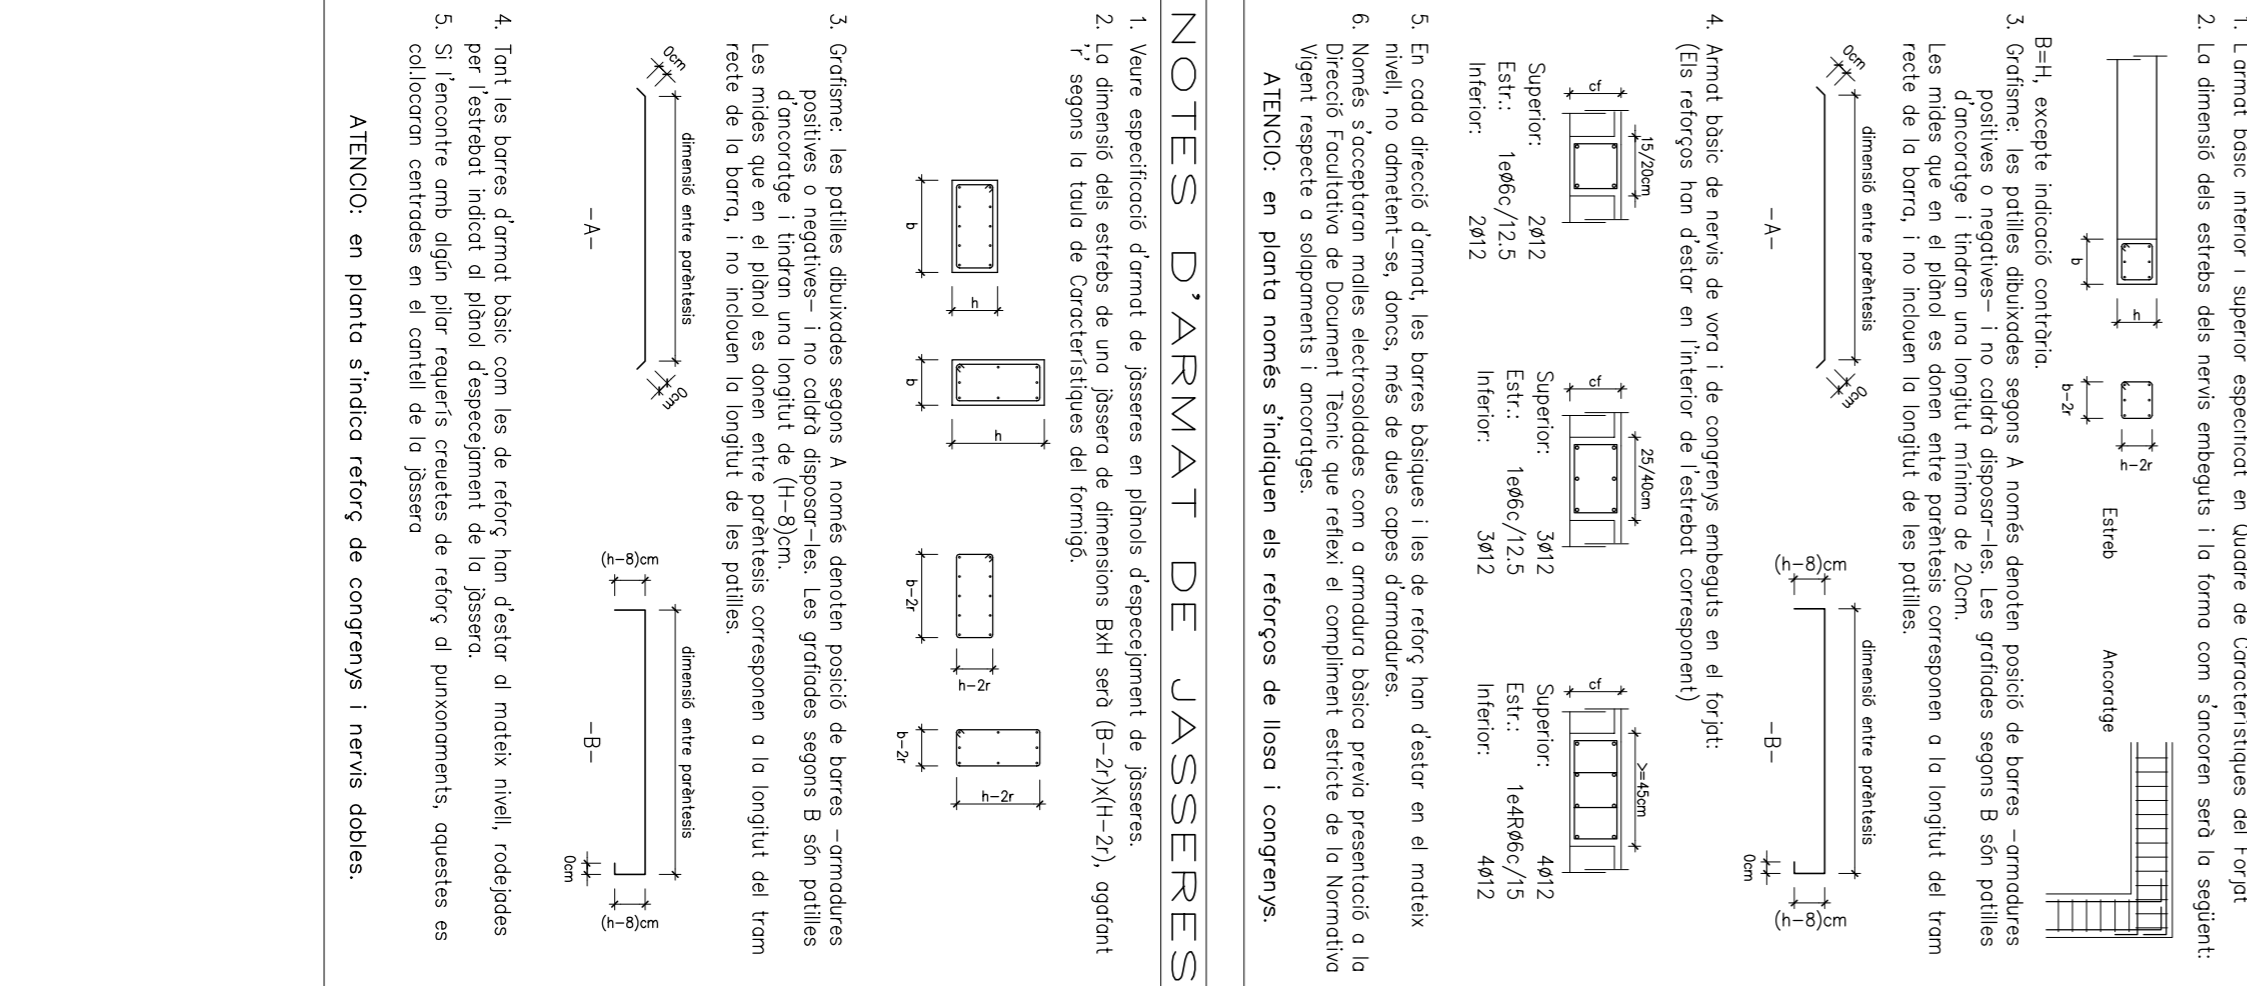 1. L'armat bàsic inferior i superior especificat en Quadre de Característiques del Forjat
2. La dimensió dels estrebs dels nervis embeguts i la forma com s'ancoren serà la següent:
b
h
b-2r
h-2r
Estreb
Ancoratge
B=H, excepte indicació contrària.
3. Grafisme: les patilles dibuixades segons A només denoten posició de barres -armadures
positives o negatives- i no caldrà disposar-les. Les grafiades segons B són patilles
d'ancoratge i tindran una longitut mínima de 20cm.
Les mides que en el plànol es donen entre parèntesis corresponen a la longitut del tram
recte de la barra, i no inclouen la longitut de les patilles.
0cm
dimensió entre parèntesis
0cm
-A-
(h-8)cm
dimensió entre parèntesis
0cm
(h-8)cm
-B-
4. Armat bàsic de nervis de vora i de congrenys embeguts en el forjat:
(Els reforços han d'estar en l'interior de l'estrebat corresponent)
cf
15/20cm
Superior: 2ø12
Estr.: 1eø6c/12.5
Inferior: 2ø12
cf
25/40cm
Superior: 3ø12
Estr.: 1eø6c/12.5
Inferior: 3ø12
cf
>=45cm
Superior: 4ø12
Estr.: 1e4Rø6c/15
Inferior: 4ø12
5. En cada direcció d'armat, les barres bàsiques i les de reforç han d'estar en el mateix
nivell, no admetent-se, doncs, més de dues capes d'armadures.
6. Només s'acceptaran malles electrosoldades com a armadura bàsica previa presentació a la
Direcció Facultativa de Document Tècnic que reflexi el compliment estricte de la Normativa
Vigent respecte a solapaments i ancoratges.
ATENCIO: en planta només s'indiquen els reforços de llosa i congrenys.
NOTES D'ARMAT DE JASSERES
1. Veure especificació d'armat de jàsseres en plànols d'especejament de jàsseres.
2. La dimensió dels estrebs de una jàssera de dimensions BxH serà (B-2r)x(H-2r), agafant
'r' segons la taula de Característiques del formigó.
b
h
b
h
b-2r
h-2r
b-2r
h-2r
3. Grafisme: les patilles dibuixades segons A només denoten posició de barres -armadures
positives o negatives- i no caldrà disposar-les. Les grafiades segons B són patilles
d'ancoratge i tindran una longitut de (H-8)cm.
Les mides que en el plànol es donen entre parèntesis corresponen a la longitut del tram
recte de la barra, i no inclouen la longitut de les patilles.
0cm
dimensió entre parèntesis
0cm
-A-
(h-8)cm
dimensió entre parèntesis
0cm
(h-8)cm
-B-
4. Tant les barres d'armat bàsic com les de reforç han d'estar al mateix nivell, rodejades
per l'estrebat indicat al plànol d'especejament de la jàssera.
5. Si l'encontre amb algún pilar requerís creuetes de reforç al punxonaments, aquestes es
col.locaran centrades en el cantell de la jàssera
ATENCIO: en planta s'indica reforç de congrenys i nervis dobles.